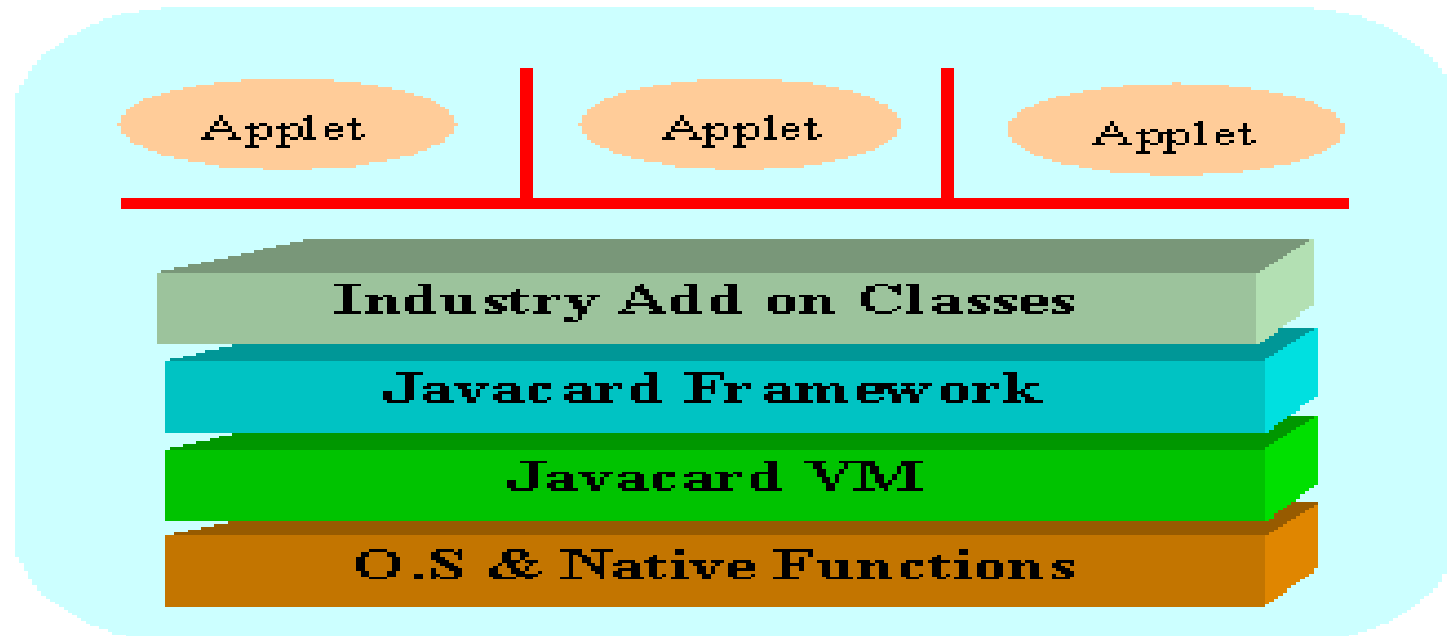 Applet Applet Applet
Industry Add on Classes
Javacard Framework
Javacard VM
O.S & Native Functions